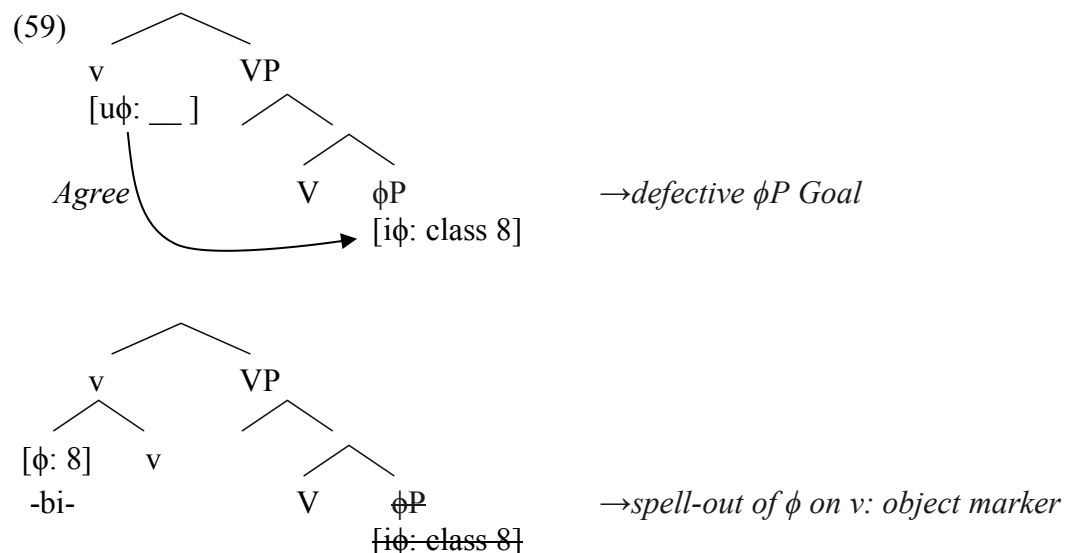 (59)
v VP
[uϕ: __ ]
Agree V ϕP →defective ϕP Goal
[iϕ: class 8]
v VP
[ϕ: 8] v
-bi- V ϕP →spell-out of ϕ on v: object marker
[iϕ: class 8]